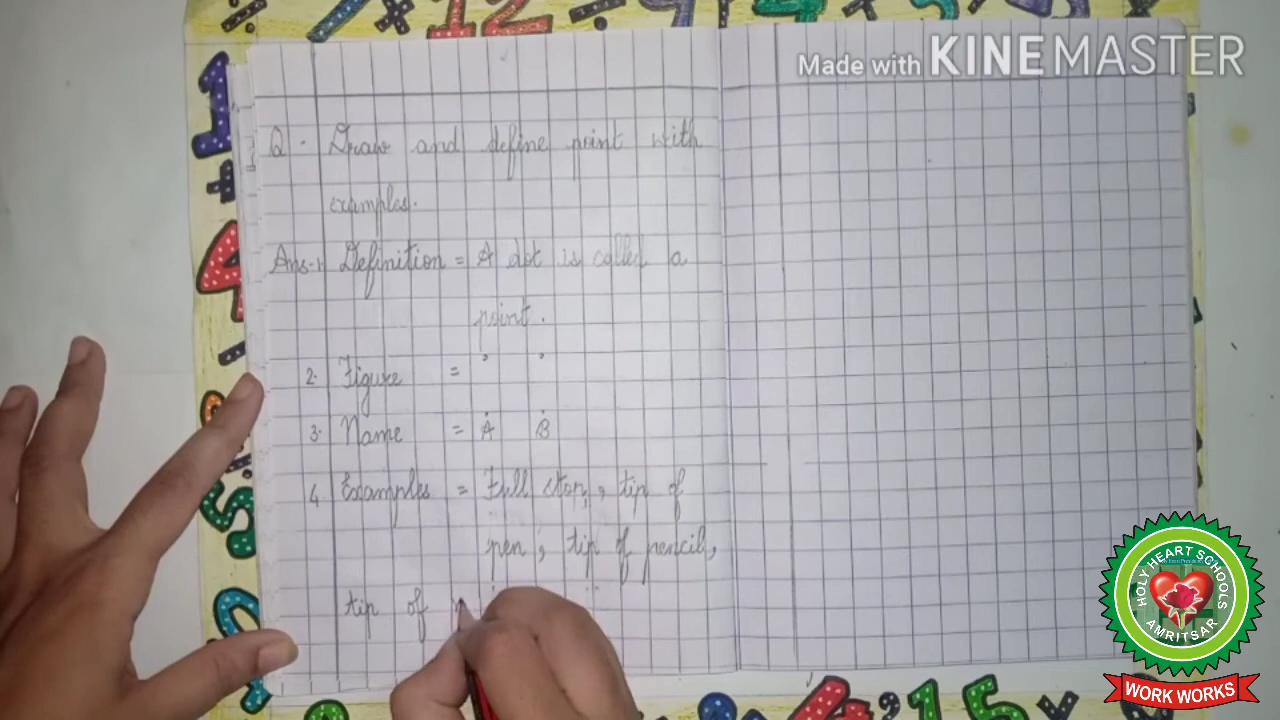 Made with KINEMASTER
Q. Draw and define point with
examples.
Ans-1. Definition = A dot is called a
point.
2. Figure = . .
3. Name = A B
4 Examples = Full stop, tip of
pen, tip of pencil,
tip of
HOLY HEART SCHOOLS
AMRITSAR
WORK WORKS